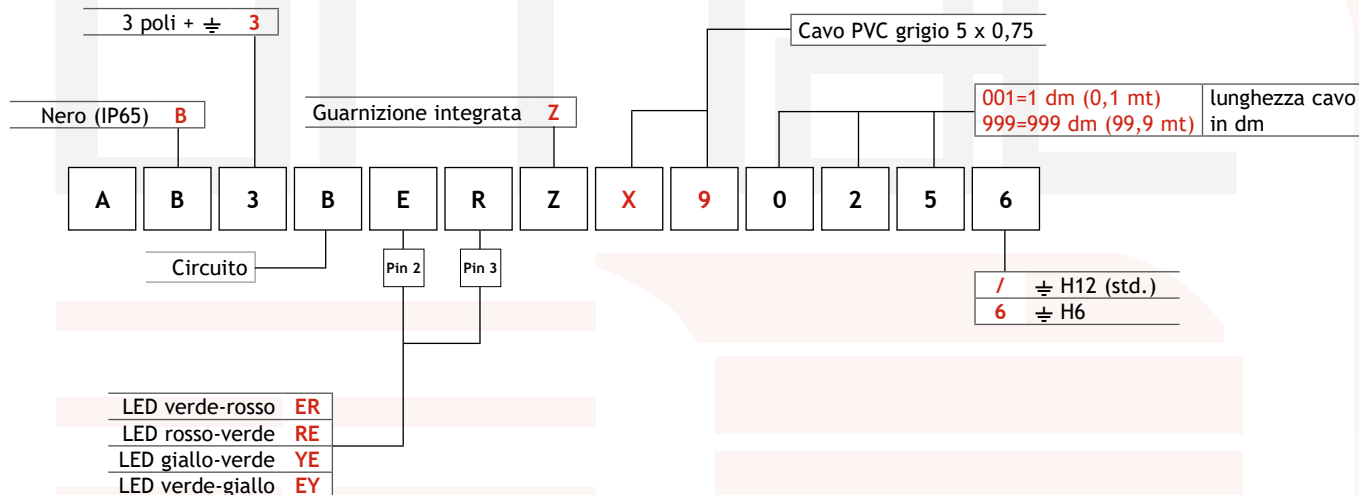 3 poli + ⏚ 3
Cavo PVC grigio 5 x 0,75
Nero (IP65) B
Guarnizione integrata Z
001=1 dm (0,1 mt) lunghezza cavo
999=999 dm (99,9 mt) in dm
A B 3 B E R Z X 9 0 2 5 6
Circuito
Pin 2
Pin 3
/ ⏚ H12 (std.)
6 ⏚ H6
LED verde-rosso ER
LED rosso-verde RE
LED giallo-verde YE
LED verde-giallo EY